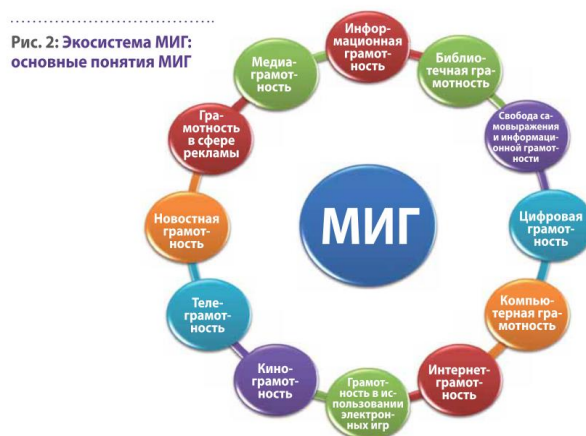 Рис. 2: Экосистема МИГ:
основные понятия МИГ
Инфор-
мационная
грамот-
ность
Библио-
течная гра-
мотность
Свобода са-
мовыражения
и информаци-
онной грамот-
ности
Цифровая
грамот-
ность
Компью-
терная гра-
мотность
Интернет-
грамот-
ность
Грамот-
ность в ис-
пользовании
электрон-
ных игр
Кино-
грамот-
ность
Теле-
грамот-
ность
Новостная
грамот-
ность
Гра-
мотность
в сфере
рекламы
Медиа-
грамот-
ность
МИГ